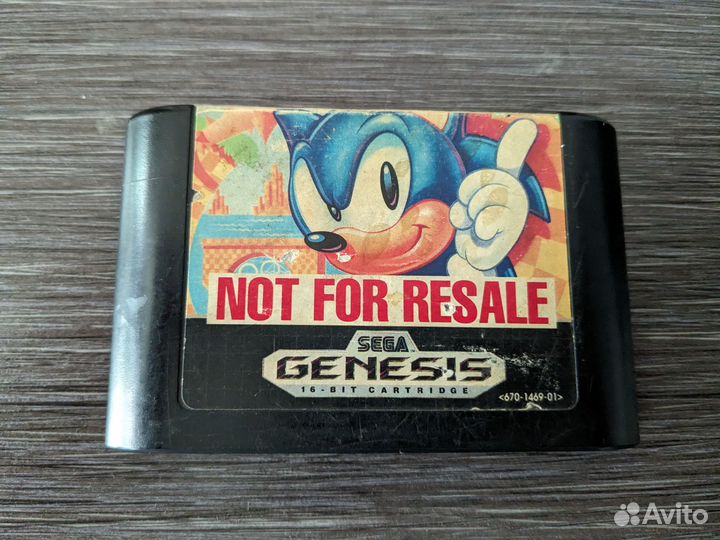 NOT FOR RESALE
SEGA
GENESIS
16-BIT CARTRIDGE
<670-1469-01>
Avito